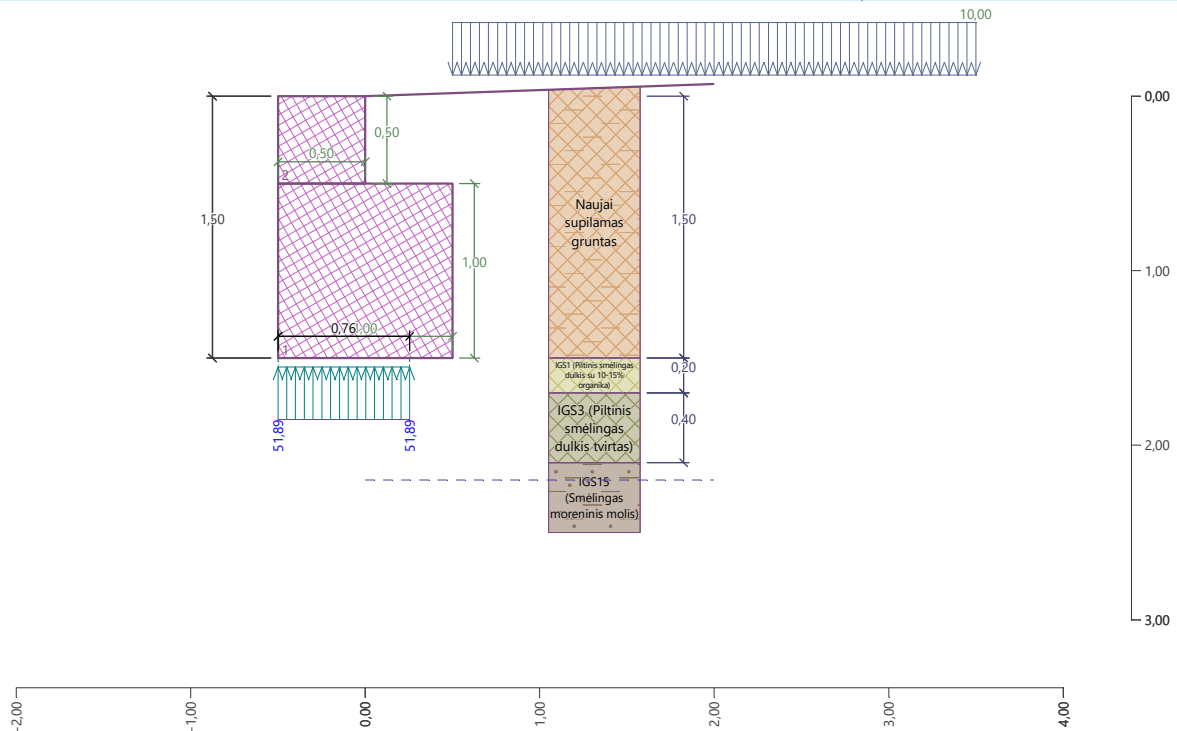 10,00
0,00
0,50
0,50
2
1,50
Naujai
supilamas
gruntas
1,50
1,00
1,00
0,76
,00
1
IGS1 (Piltinis smėlingas
dulkis su 10-15%
organika)
0,20
IGS3 (Piltinis
smėlingas
dulkis tvirtas)
0,40
51,89
51,89
2,00
IGS15
(Smėlingas
moreninis molis)
3,00
-2,00
-1,00
0,00
1,00
2,00
3,00
4,00